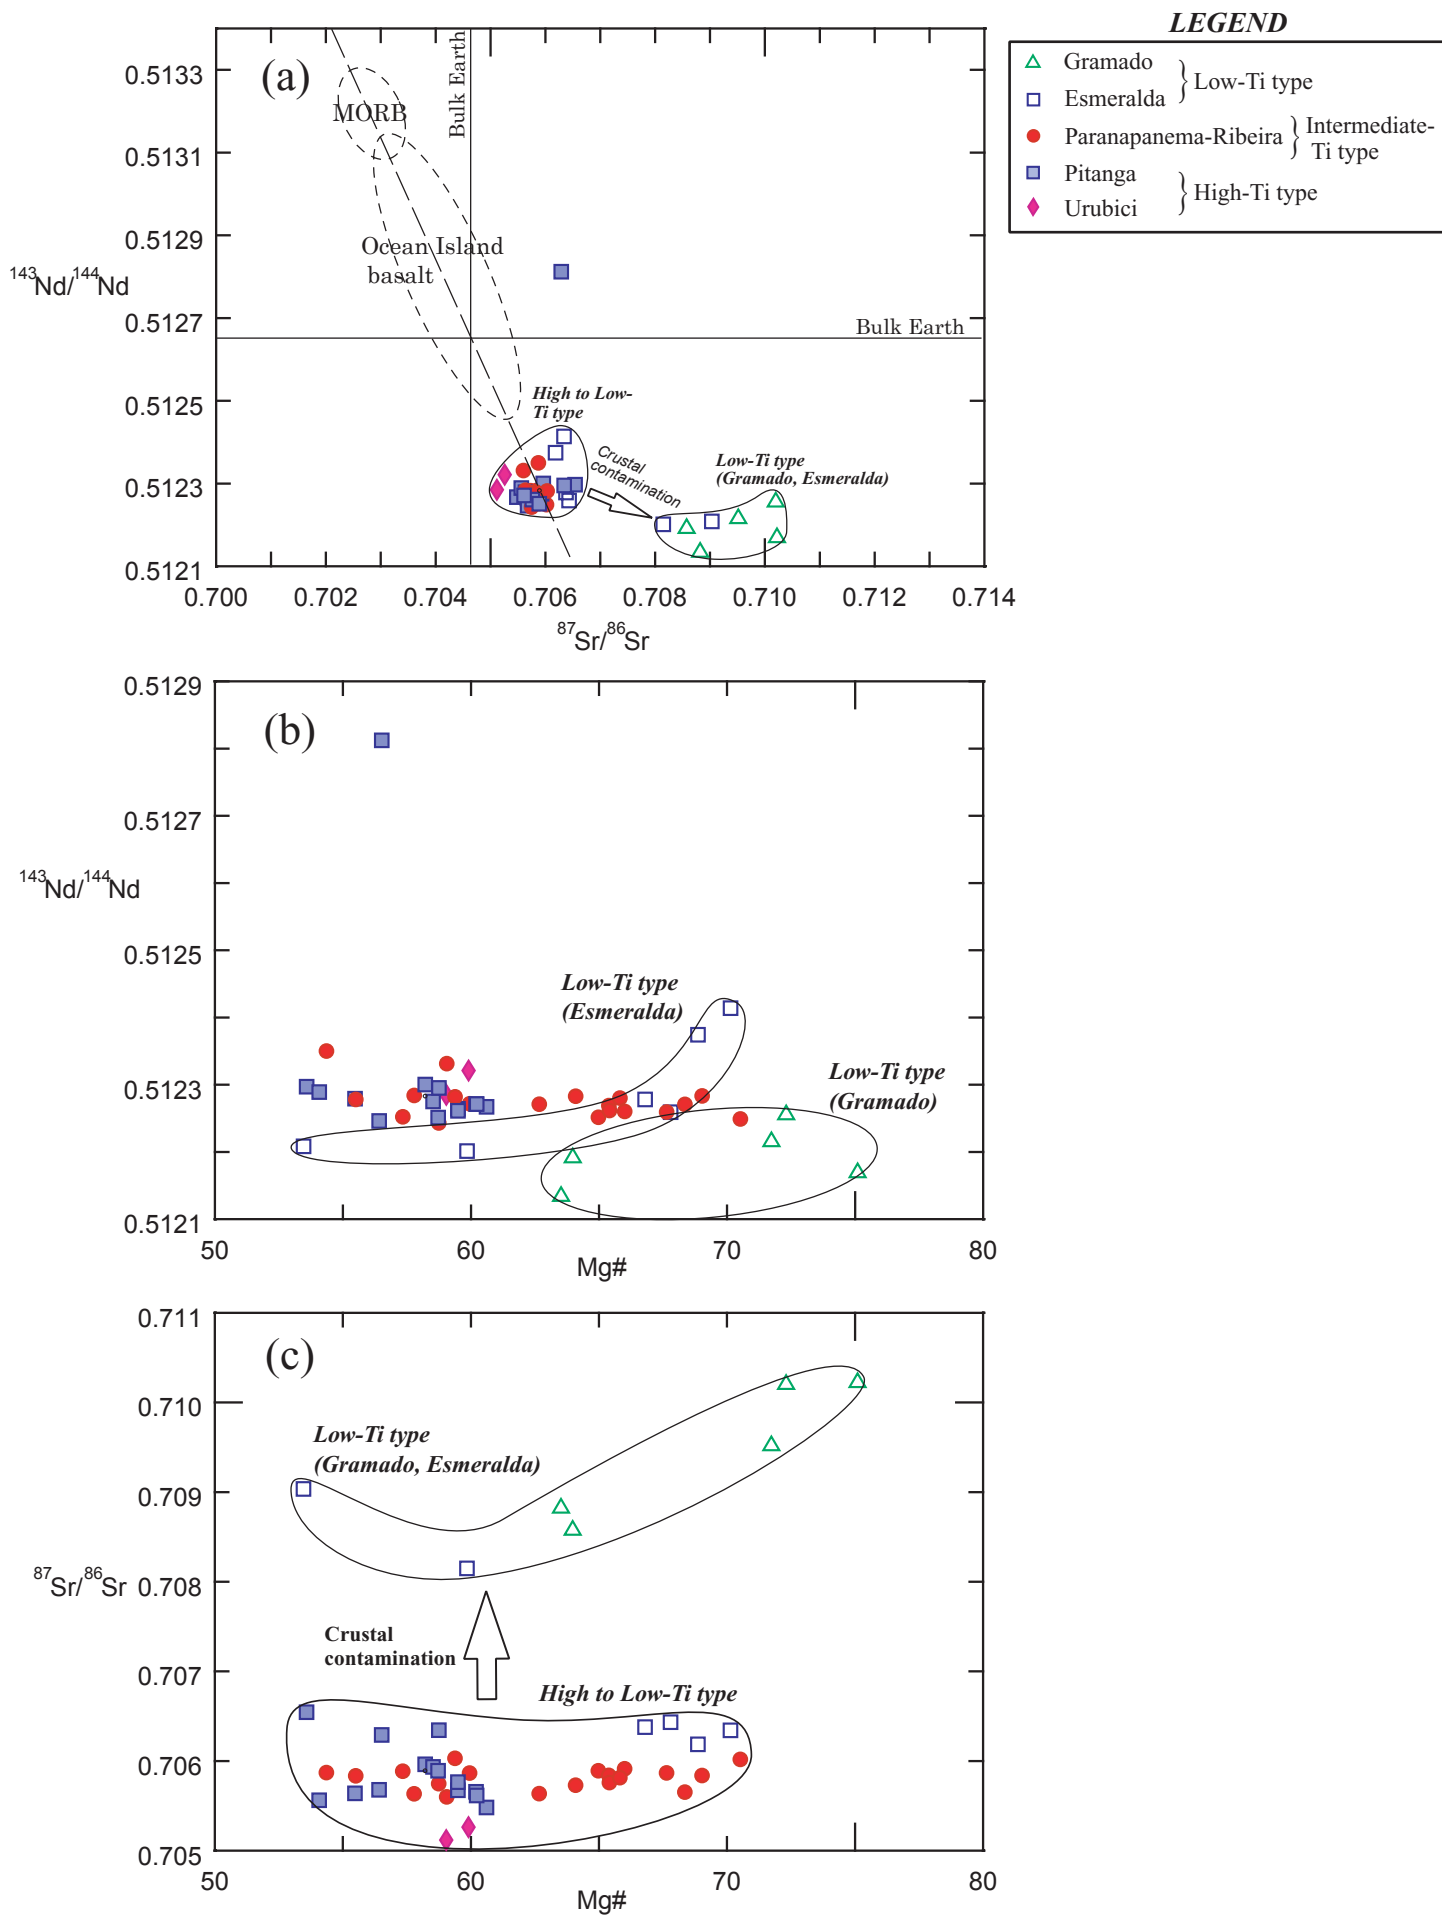 LEGEND
Gramado
Esmeralda
} Low-Ti type
Paranapanema-Ribeira
} Intermediate-
Ti type
Pitanga
Urubici
} High-Ti type
(a)
MORB
Bulk Earth
Ocean Island
basalt
Bulk Earth
High to Low-
Ti type
Crustal
contamination
Low-Ti type
(Gramado, Esmeralda)
0.5133
0.5131
0.5129
0.5127
0.5125
0.5123
0.5121
143Nd/144Nd
0.700 0.702 0.704 0.706 0.708 0.710 0.712 0.714
87Sr/86Sr
(b)
0.5129
0.5127
0.5125
0.5123
0.5121
143Nd/144Nd
Low-Ti type
(Esmeralda)
Low-Ti type
(Gramado)
50 60 70 80
Mg#
(c)
0.711
0.710
0.709
0.708
0.707
0.706
0.705
87Sr/86Sr
Low-Ti type
(Gramado, Esmeralda)
Crustal
contamination
High to Low-Ti type
50 60 70 80
Mg#